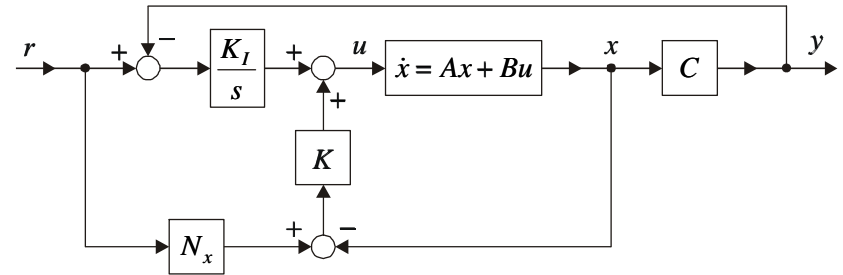 −
r + K_I/s + u ẋ = Ax + Bu x C y
+
K
N_x + −